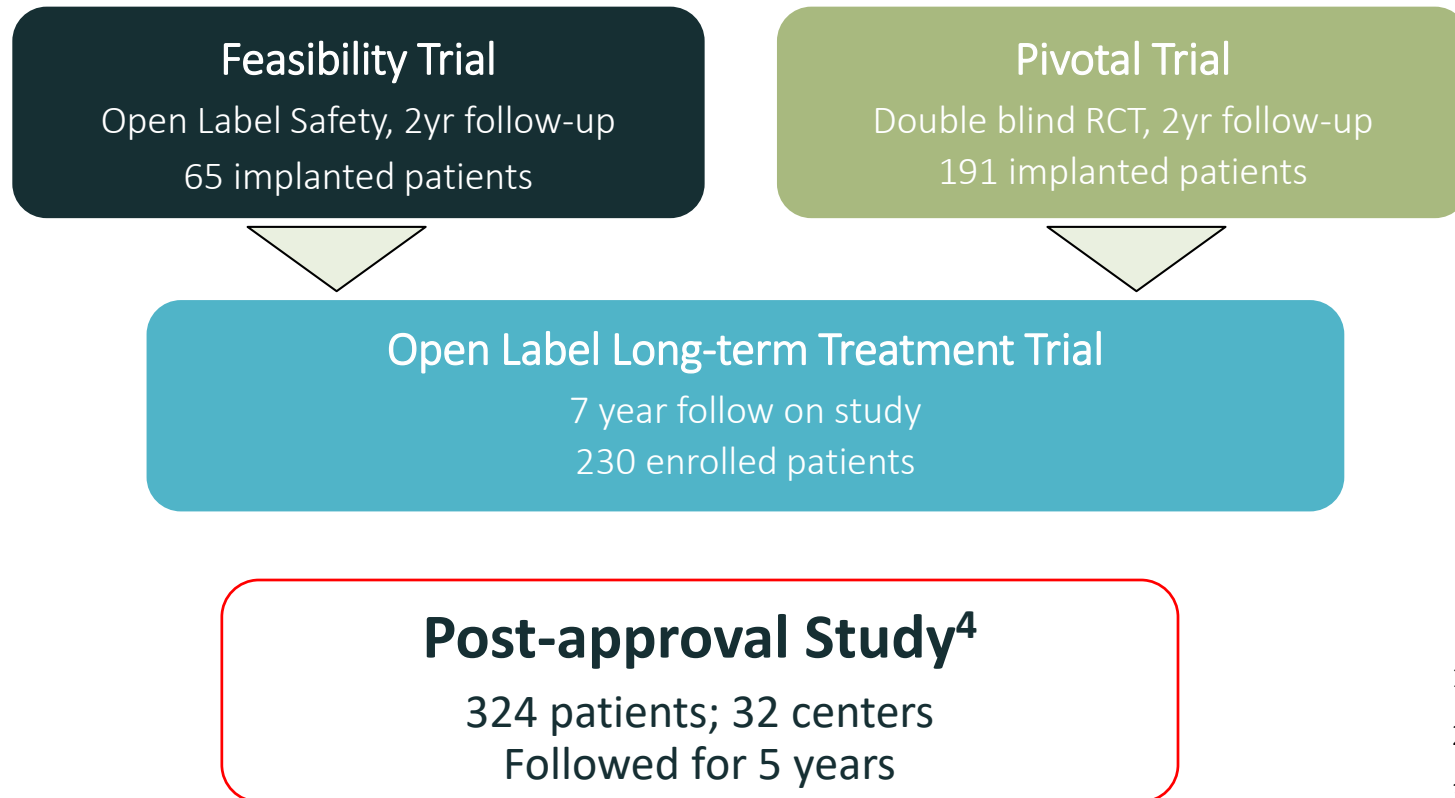 Feasibility Trial
Open Label Safety, 2yr follow-up
65 implanted patients
Pivotal Trial
Double blind RCT, 2yr follow-up
191 implanted patients
Open Label Long-term Treatment Trial
7 year follow on study
230 enrolled patients
Post-approval Study⁴
324 patients; 32 centers
Followed for 5 years